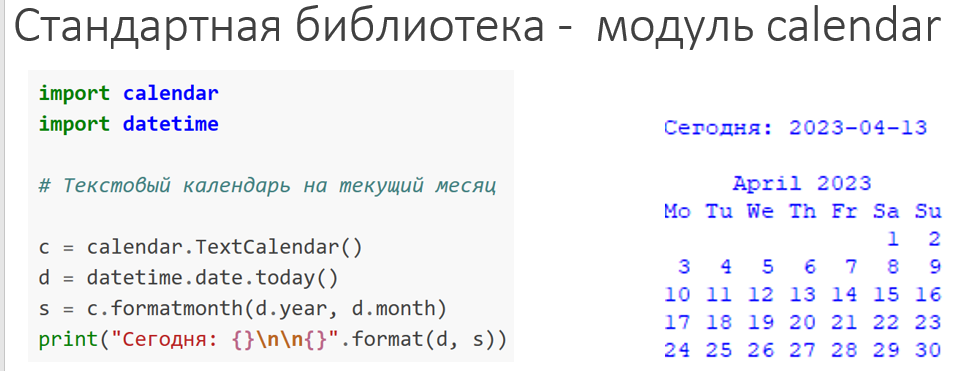 Стандартная библиотека -  модуль calendar
import calendar
import datetime
# Текстовый календарь на текущий месяц
c = calendar.TextCalendar()
d = datetime.date.today()
s = c.formatmonth(d.year, d.month)
print("Сегодня: {}\n\n{}".format(d, s))
Сегодня: 2023-04-13
April 2023
Mo Tu We Th Fr Sa Su
1  2
3  4  5  6  7  8  9
10 11 12 13 14 15 16
17 18 19 20 21 22 23
24 25 26 27 28 29 30